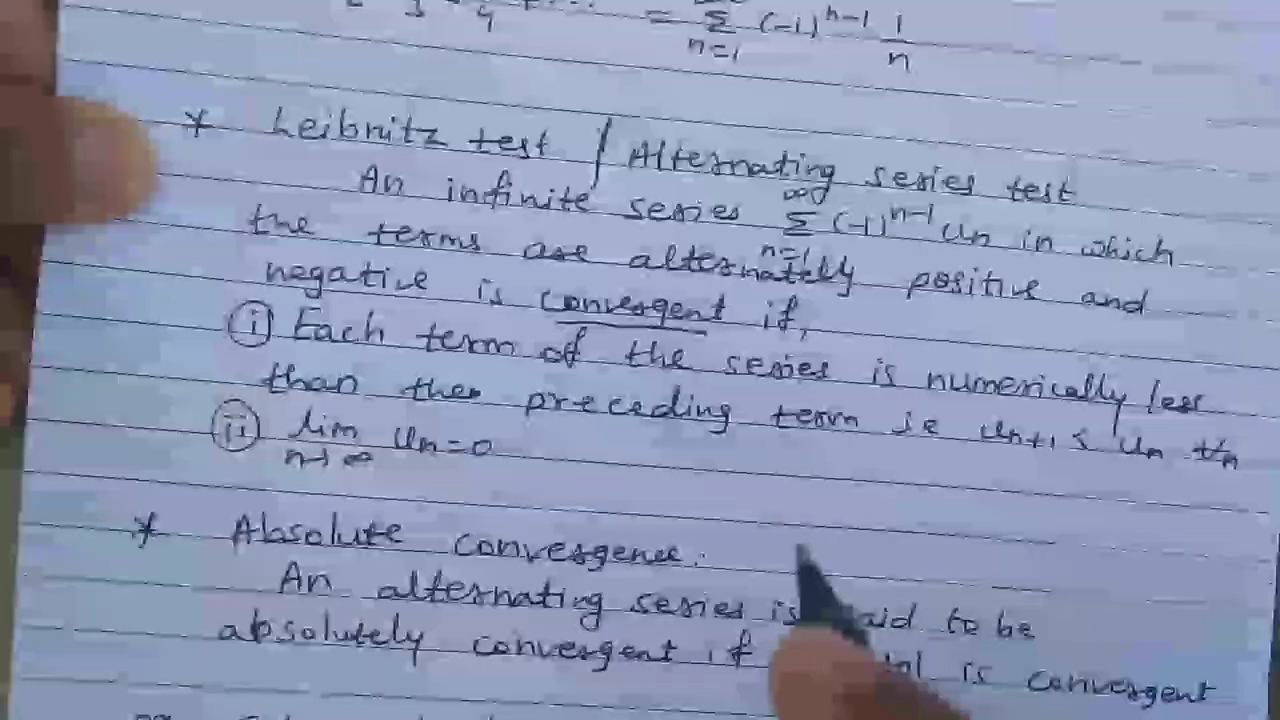 3 4 + ... = Σ n=1 (-1)^{n-1} 1/n
* Leibnitz test / Alternating series test
An infinite series Σ_{n=1}^{∞} (-1)^{n-1} un in which
the terms are alternately positive and
negative is convergent if,
(i) Each term of the series is numerically less
than the preceding term ie un+1 ≤ un ∀n
(ii) lim n→∞ un=0
* Absolute convergence.
An alternating series is said to be
absolutely convergent if is convergent